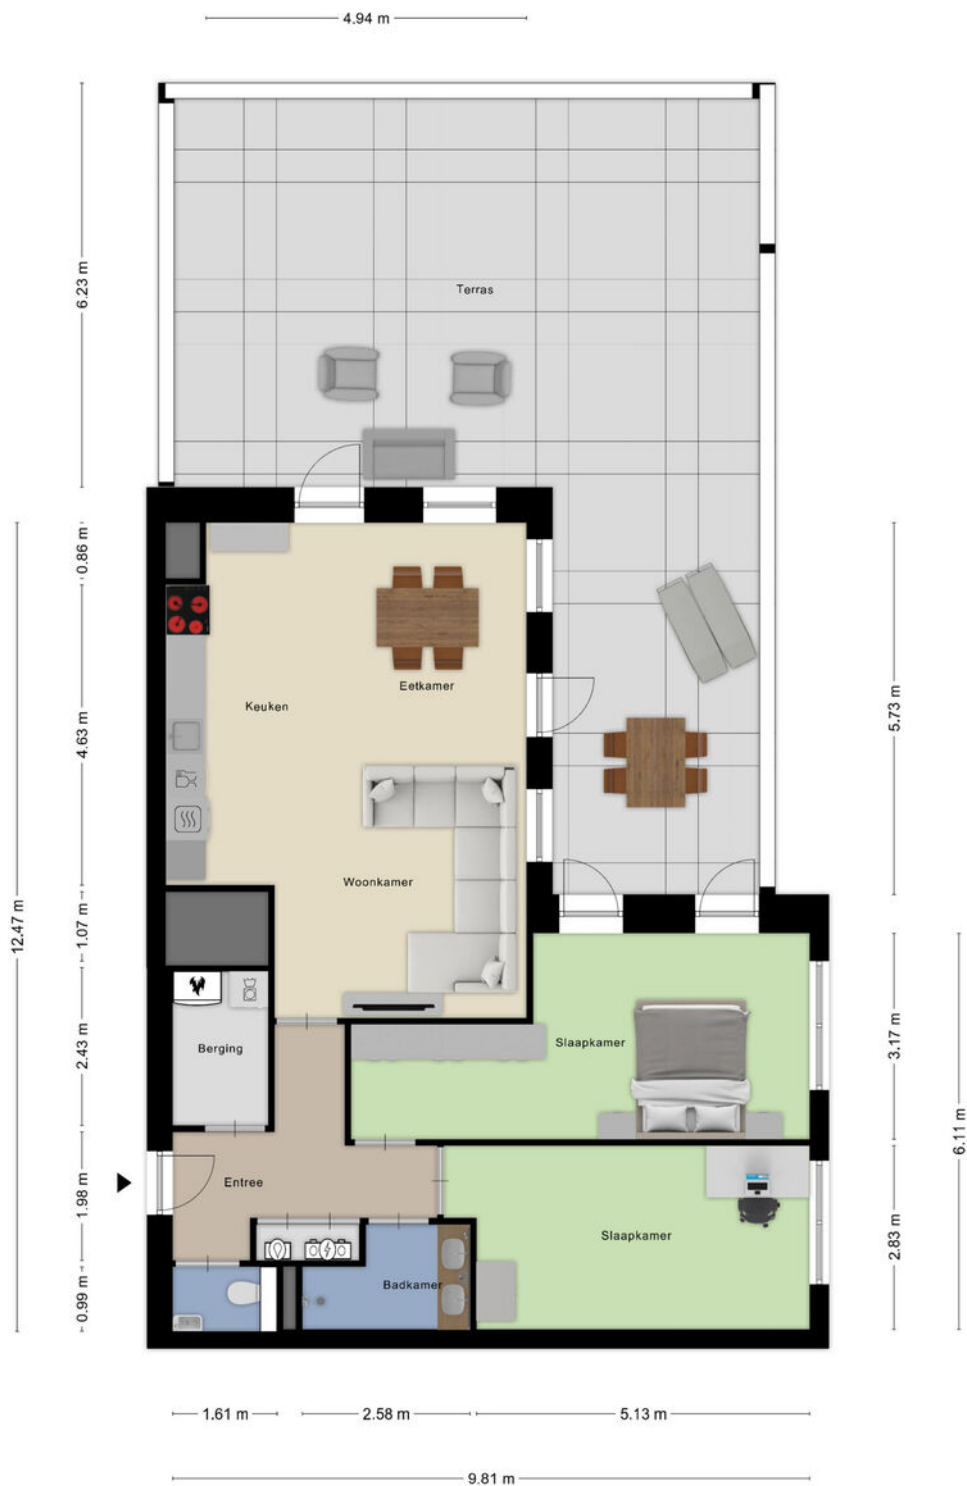 4.94 m
6.23 m
Terras
0.86 m
Eetkamer
Keuken
4.63 m
5.73 m
Woonkamer
12.47 m
1.07 m
Slaapkamer
Berging
2.43 m
3.17 m
6.11 m
Entree
1.98 m
Slaapkamer
2.83 m
Badkamer
0.99 m
1.61 m
2.58 m
5.13 m
9.81 m